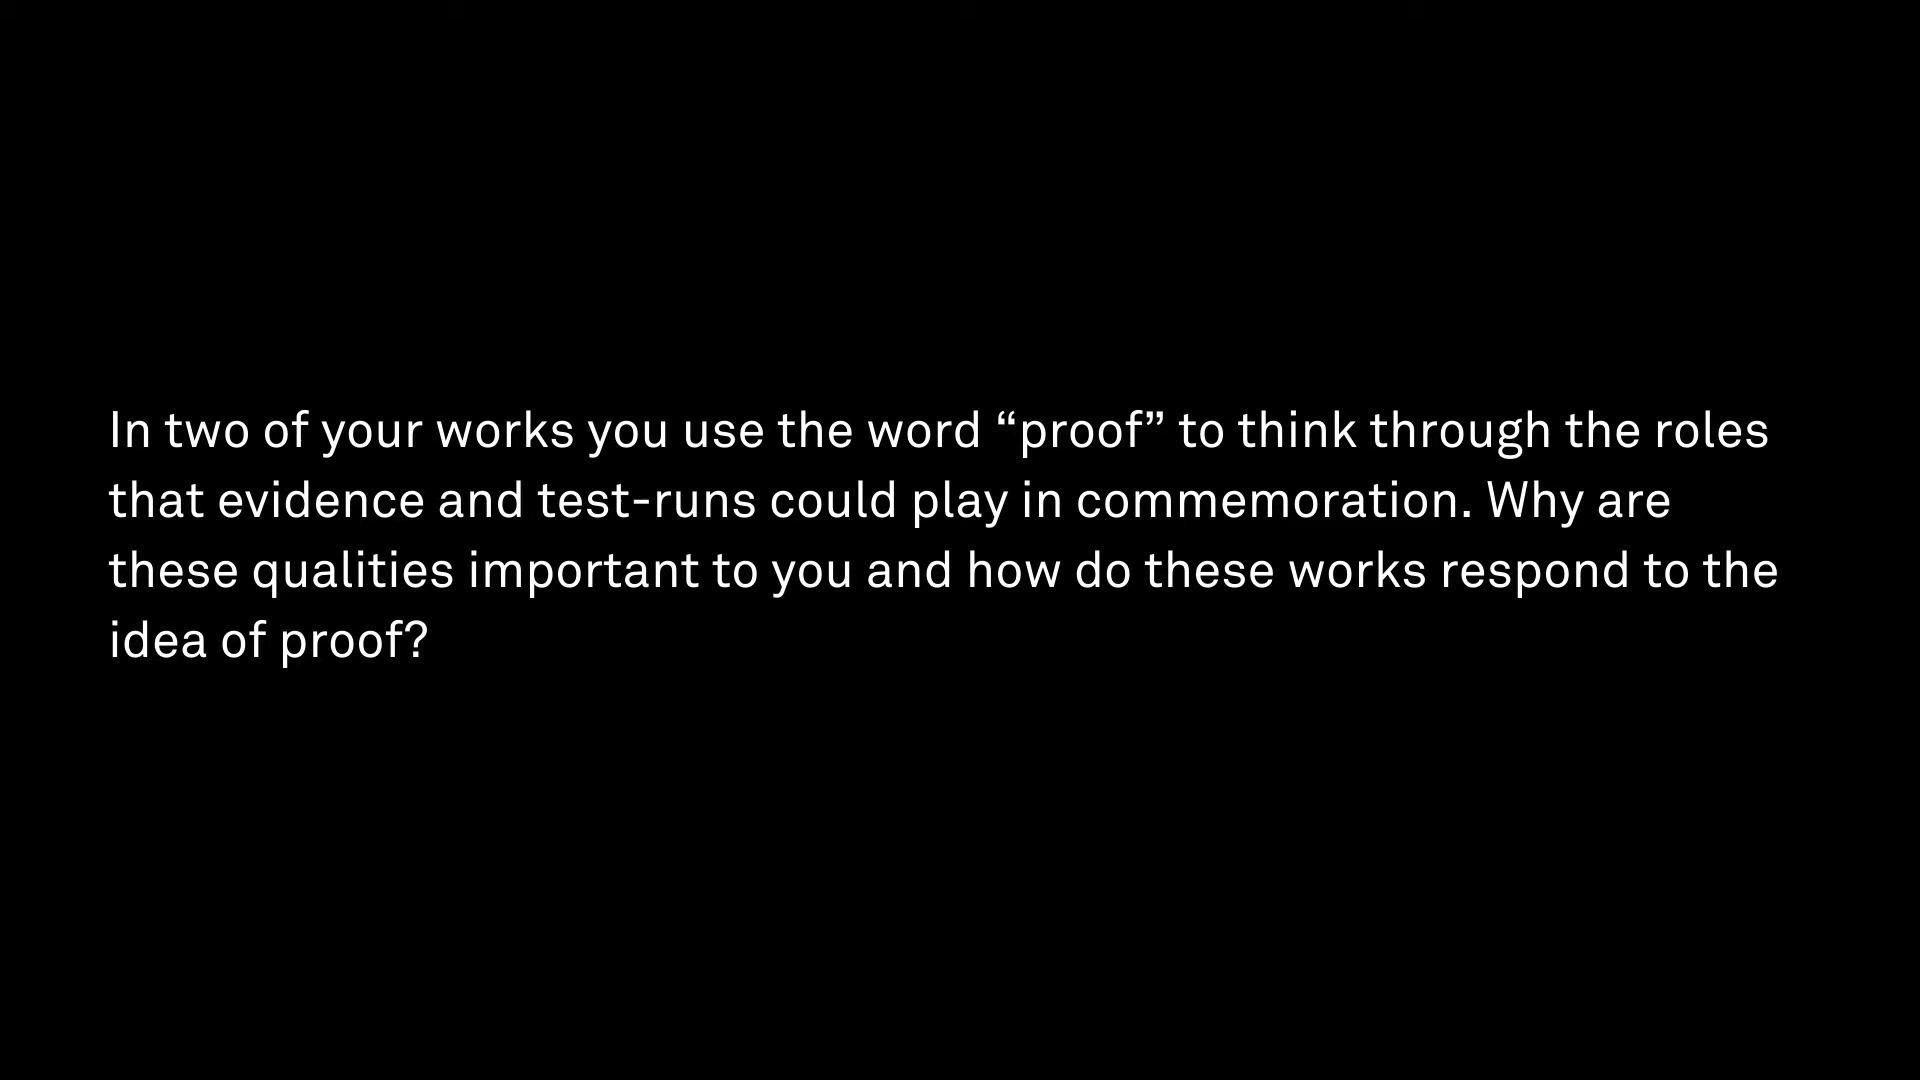 In two of your works you use the word “proof” to think through the roles
that evidence and test-runs could play in commemoration. Why are
these qualities important to you and how do these works respond to the
idea of proof?